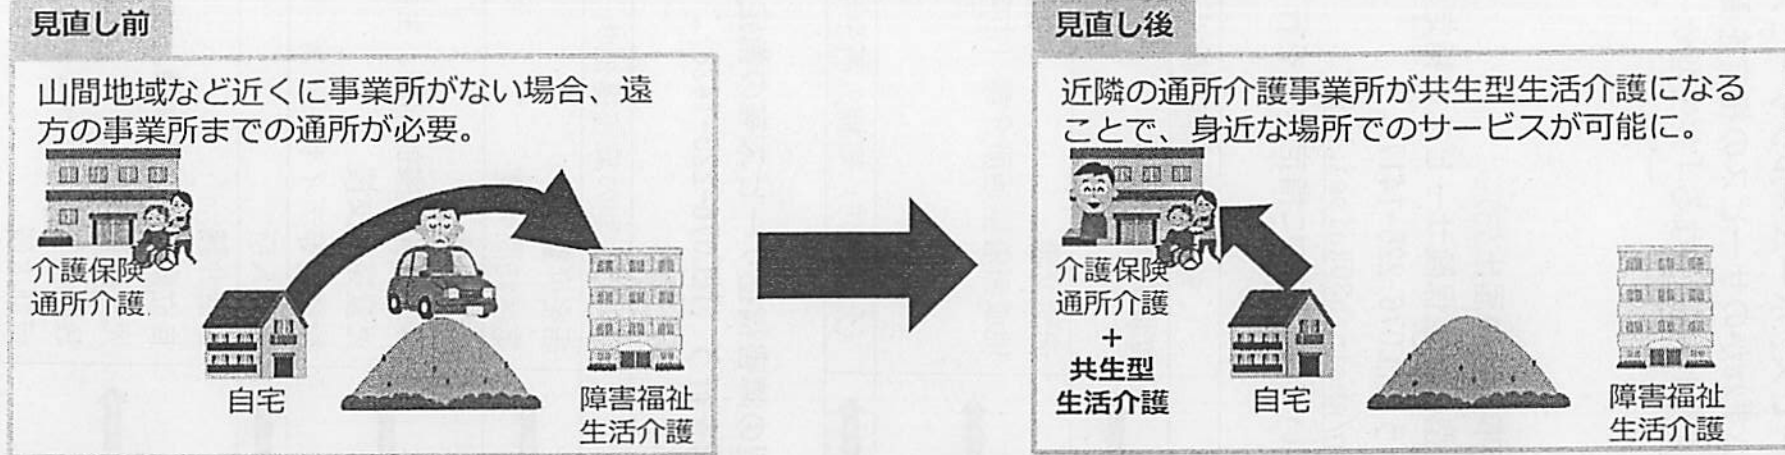 見直し前
山間地域など近くに事業所がない場合、遠
方の事業所までの通所が必要。
介護保険
通所介護
自宅
障害福祉
生活介護
見直し後
近隣の通所介護事業所が共生型生活介護になる
ことで、身近な場所でのサービスが可能に。
介護保険
通所介護
+
共生型
生活介護
自宅
障害福祉
生活介護